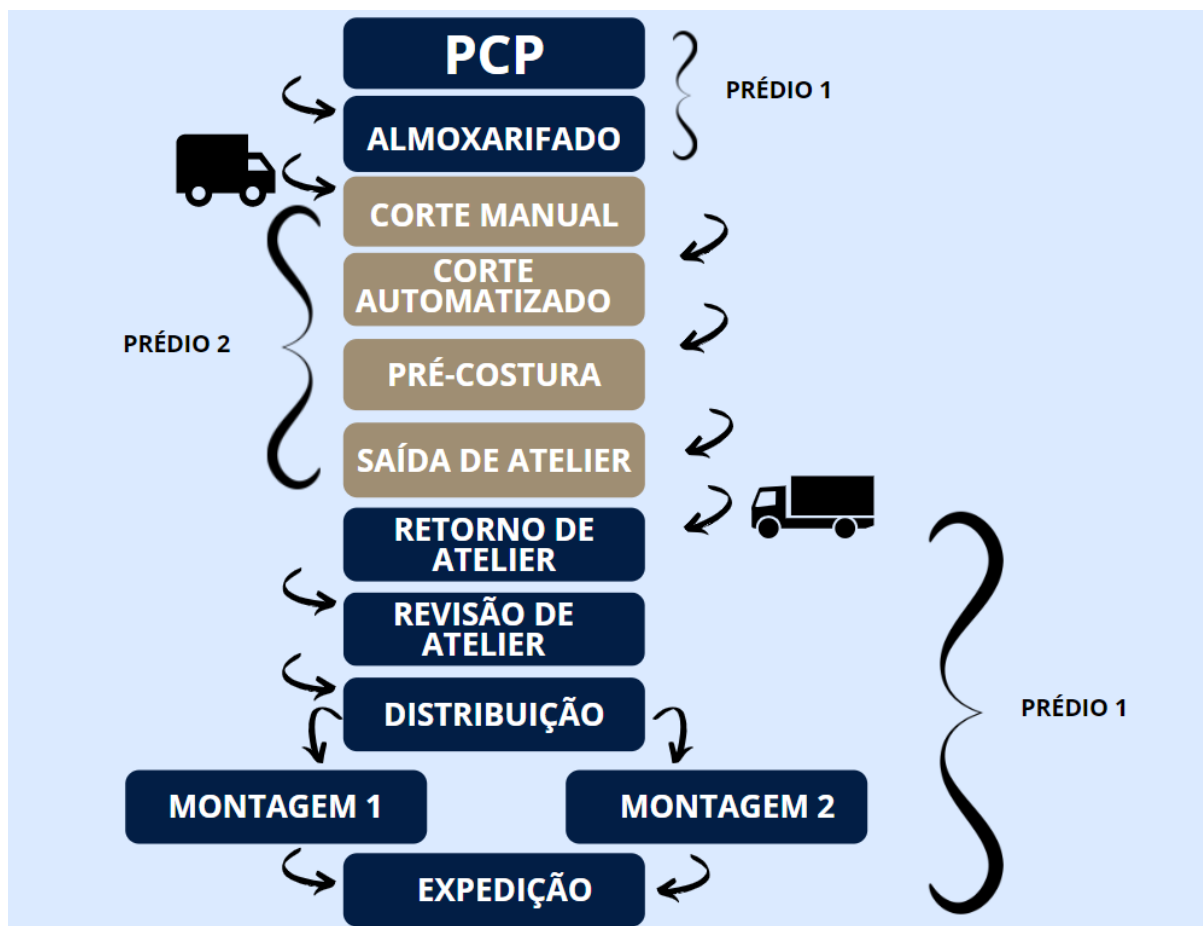 PCP
PRÉDIO 1
ALMOXARIFADO
CORTE MANUAL
CORTE
AUTOMATIZADO
PRÉDIO 2
PRÉ-COSTURA
SAÍDA DE ATELIER
RETORNO DE
ATELIER
REVISÃO DE
ATELIER
DISTRIBUIÇÃO
PRÉDIO 1
MONTAGEM 1
MONTAGEM 2
EXPEDIÇÃO